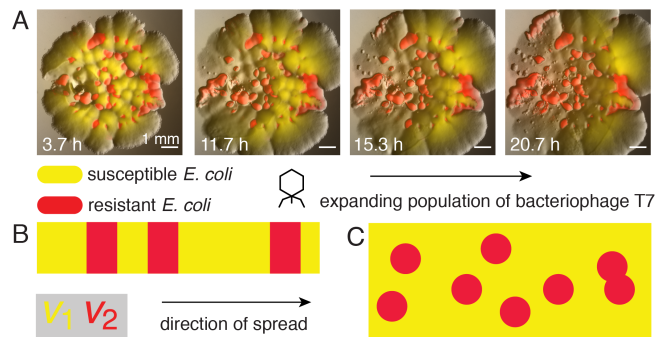 A
3.7 h
1 mm
11.7 h
15.3 h
20.7 h
susceptible E. coli
resistant E. coli
expanding population of bacteriophage T7
B
C
V1 V2
direction of spread